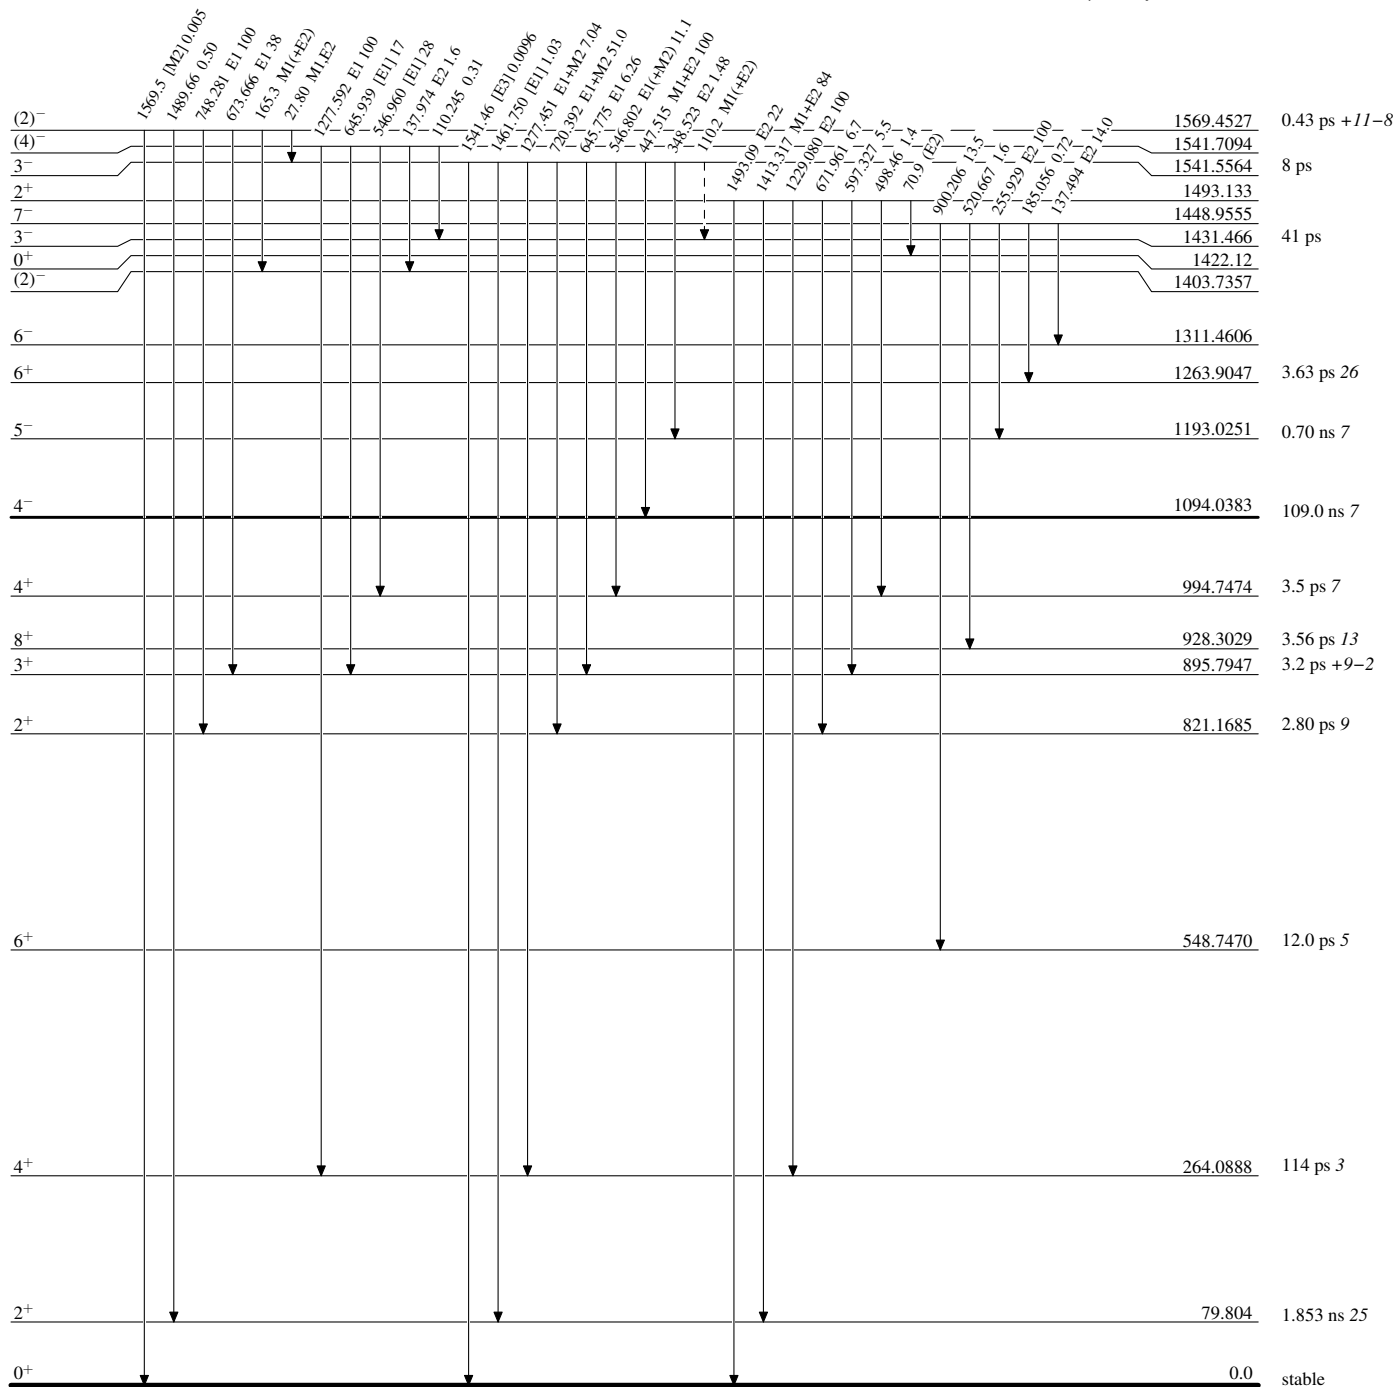 1569.5 [M2] 0.005
1489.66 0.50
748.281 E1 100
673.666 E1 38
165.3 M1(+E2)
27.80 M1,E2
1277.592 E1 100
645.939 [E1] 17
546.960 [E1] 28
137.974 E2 1.6
110.245 0.31
1541.46 [E3] 0.0096
1461.750 [E1] 1.03
1277.451 E1+M2 7.04
720.392 E1+M2 51.0
645.775 E1 6.26
546.802 E1(+M2) 11.1
447.515 M1+E2 100
348.523 E2 1.48
110.2 M1(+E2)
1493.09 E2 22
1413.317 M1+E2 84
1229.080 E2 100
671.961 6.7
597.327 5.5
498.46 1.4
70.9 (E2)
900.206 13.5
520.667 1.6
255.929 E2 100
185.056 0.72
137.494 E2 14.0
(2)⁻ 1569.4527 0.43 ps +11−8
(4)⁻ 1541.7094
3⁻ 1541.5564 8 ps
2⁺ 1493.133
7⁻ 1448.9555
3⁻ 1431.466 41 ps
0⁺ 1422.12
(2)⁻ 1403.7357
6⁻ 1311.4606
6⁺ 1263.9047 3.63 ps 26
5⁻ 1193.0251 0.70 ns 7
4⁻ 1094.0383 109.0 ns 7
4⁺ 994.7474 3.5 ps 7
8⁺ 928.3029 3.56 ps 13
3⁺ 895.7947 3.2 ps +9−2
2⁺ 821.1685 2.80 ps 9
6⁺ 548.7470 12.0 ps 5
4⁺ 264.0888 114 ps 3
2⁺ 79.804 1.853 ns 25
0⁺ 0.0 stable